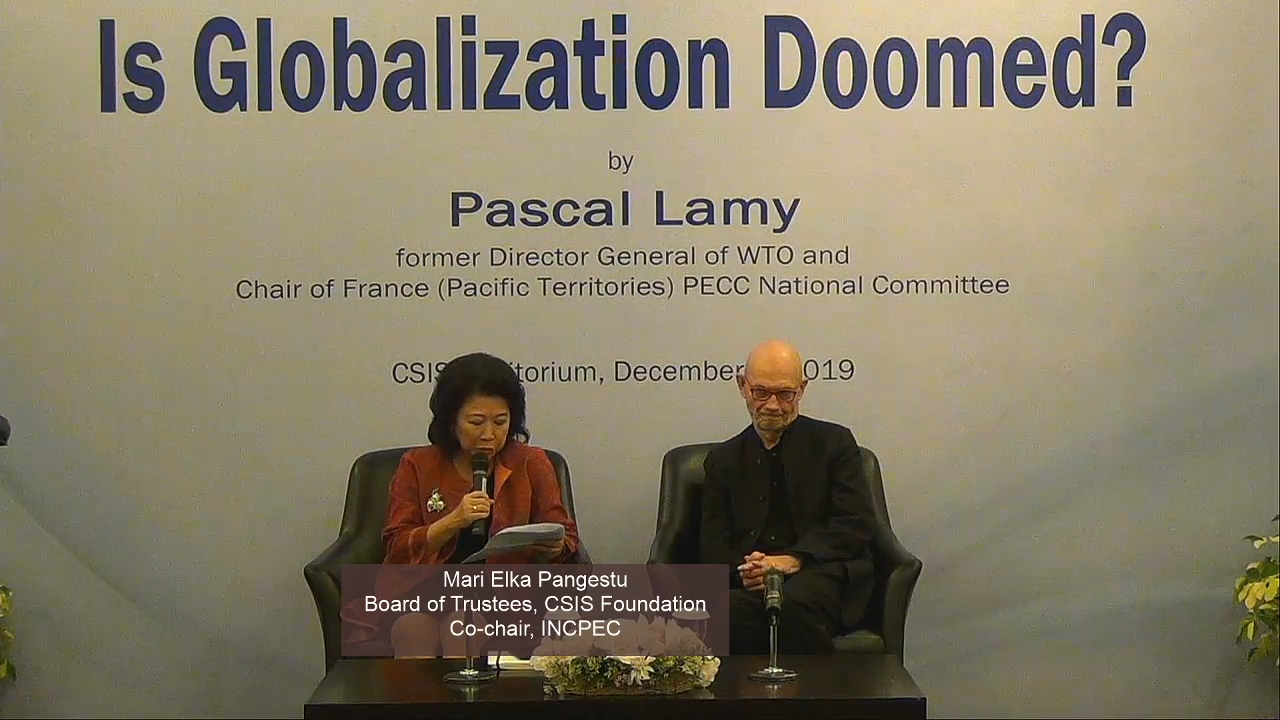 Is Globalization Doomed?
by
Pascal Lamy
former Director General of WTO and
Chair of France (Pacific Territories) PECC National Committee
December
Mari Elka Pangestu
Board of Trustees, CSIS Foundation
Co-chair, INCPEC